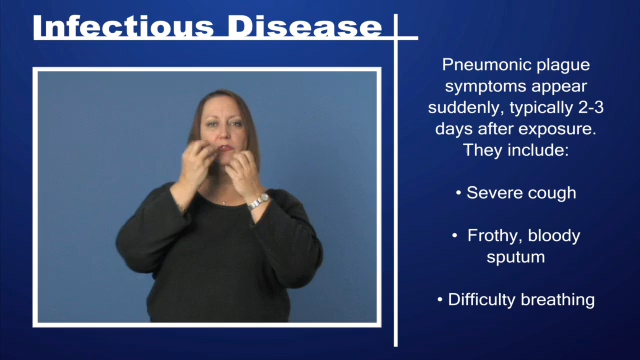 Infectious Disease
Pneumonic plague
symptoms appear
suddenly, typically 2-3
days after exposure.
They include:
• Severe cough
• Frothy, bloody
sputum
• Difficulty breathing